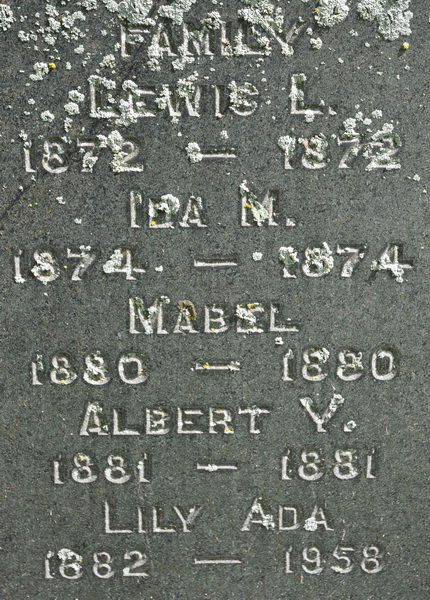 FAMILY
LEWIS L.
1872 — 1872
IDA M.
1874 — 1874
MABEL
1880 — 1880
ALBERT V.
1881 — 1881
LILY ADA
1882 — 1958